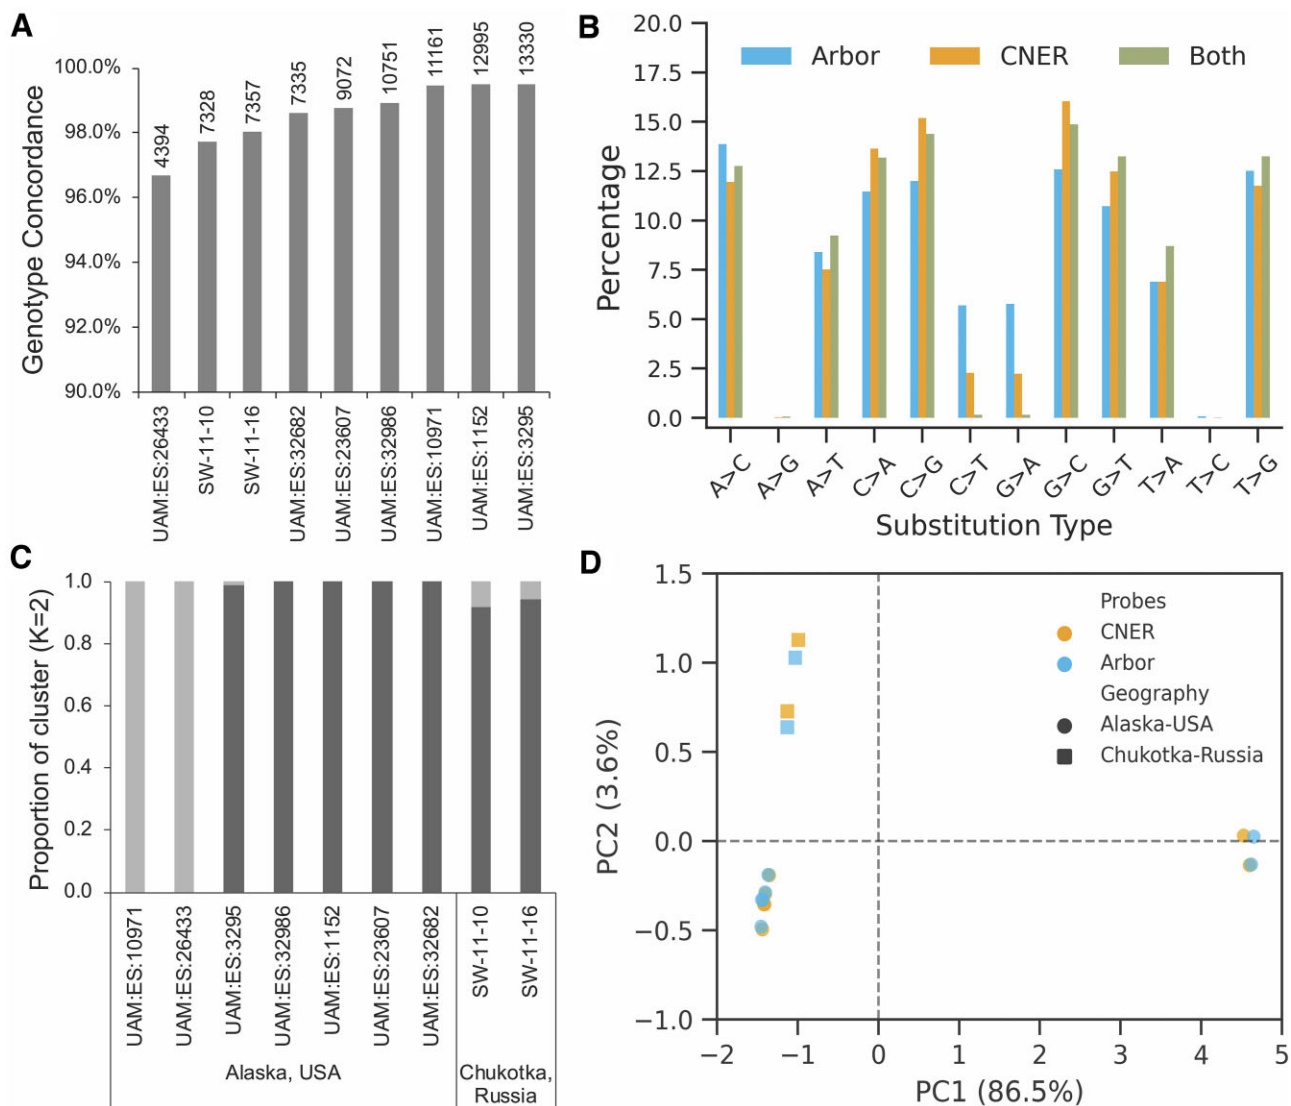 A
Genotype Concordance
100.0%
98.0%
96.0%
94.0%
92.0%
90.0%
4394
7328
7357
7335
9072
10751
11161
12995
13330
UAM:ES:26433
SW-11-10
SW-11-16
UAM:ES:32682
UAM:ES:23607
UAM:ES:32986
UAM:ES:10971
UAM:ES:1152
UAM:ES:3295
B
Percentage
20.0
17.5
15.0
12.5
10.0
7.5
5.0
2.5
0.0
Arbor CNER Both
A>C A>G A>T C>A C>G C>T G>A G>C G>T T>A T>C T>G
Substitution Type
C
Proportion of cluster (K=2)
1.0
0.8
0.6
0.4
0.2
0.0
UAM:ES:10971
UAM:ES:26433
UAM:ES:3295
UAM:ES:32986
UAM:ES:1152
UAM:ES:23607
UAM:ES:32682
SW-11-10
SW-11-16
Alaska, USA
Chukotka,
Russia
D
PC2 (3.6%)
1.5
1.0
0.5
0.0
−0.5
−1.0
Probes
CNER
Arbor
Geography
Alaska-USA
Chukotka-Russia
−2 −1 0 1 2 3 4 5
PC1 (86.5%)